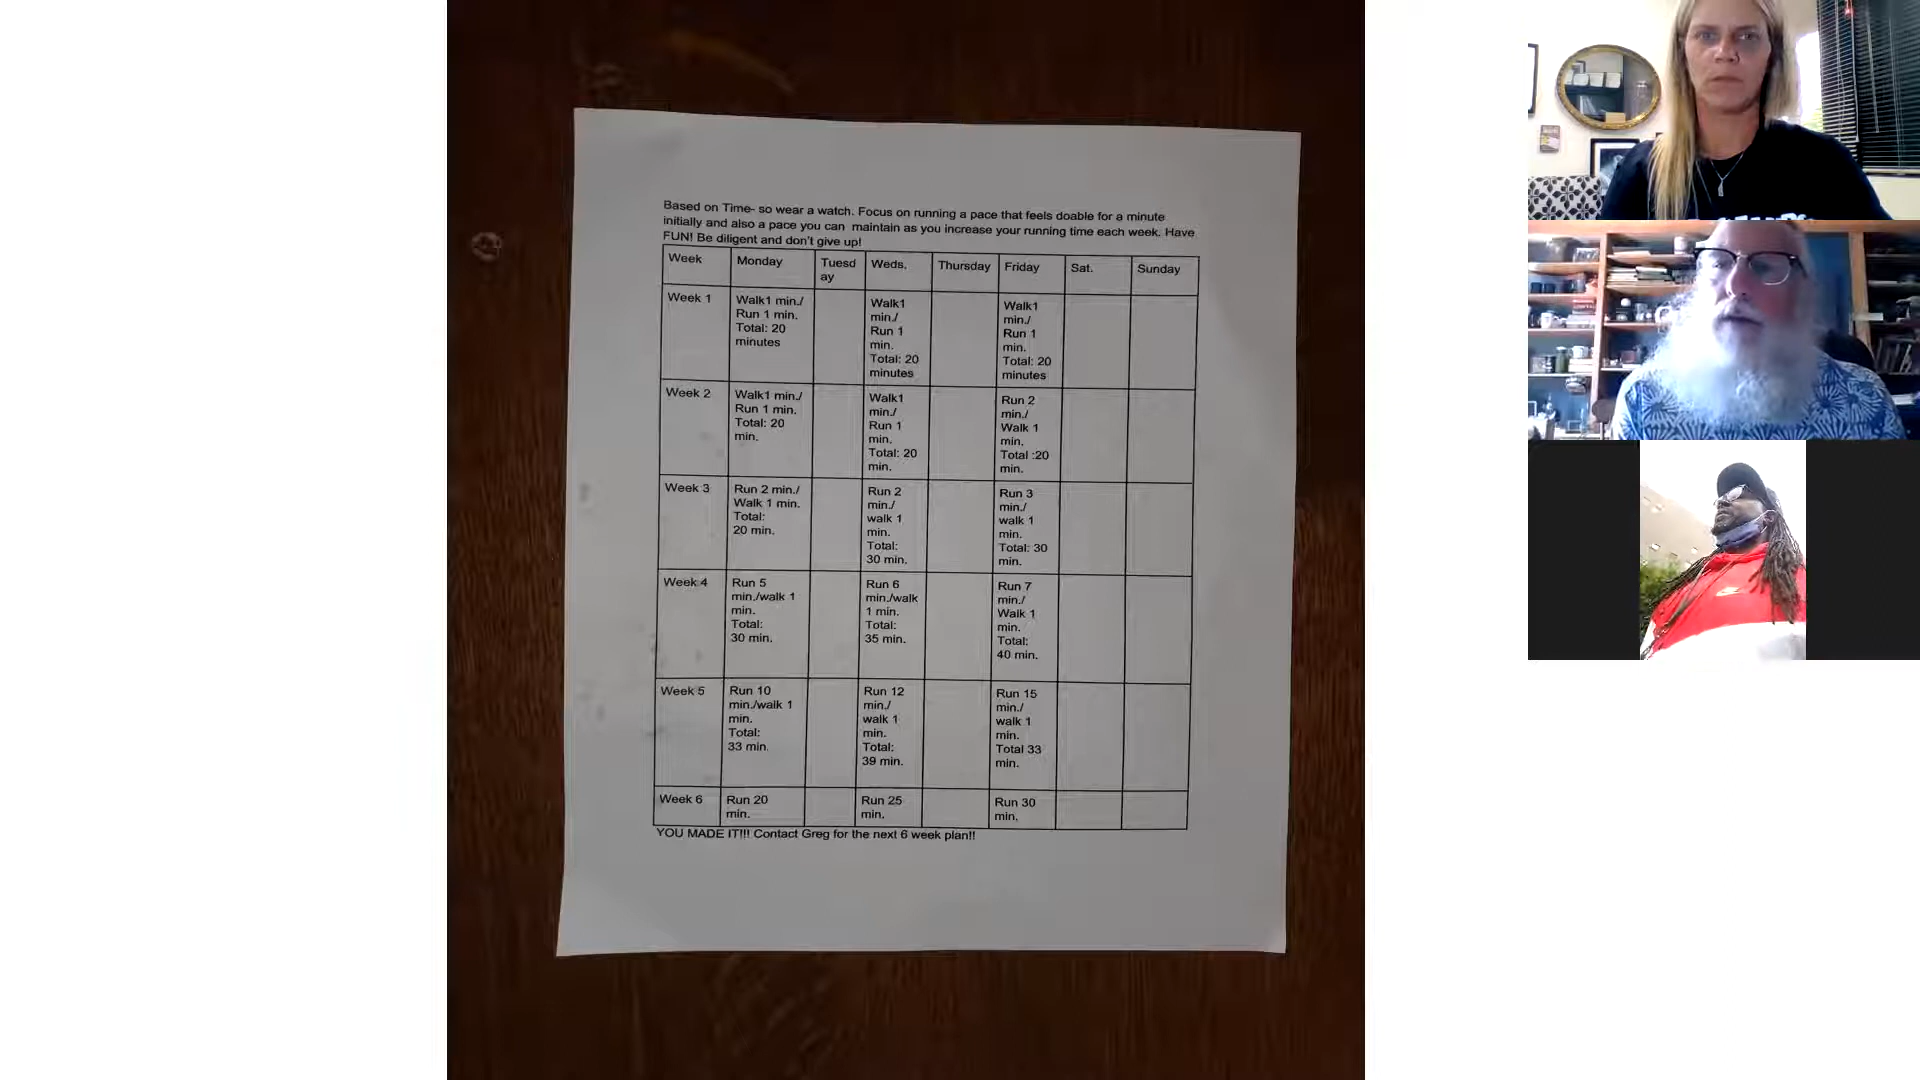 Based on Time- so wear a watch. Focus on running a pace that feels doable for a minute
initially and also a pace you can maintain as you increase your running time each week. Have
FUN! Be diligent and don't give up!
Week Monday Tuesd ay Weds. Thursday Friday Sat. Sunday
Week 1
Walk1 min./
Run 1 min.
Total: 20
minutes
Walk1
min./
Run 1
min.
Total: 20
minutes
Walk1
min./
Run 1
min.
Total: 20
minutes
Week 2
Walk1 min./
Run 1 min.
Total: 20
min.
Walk1
min./
Run 1
min.
Total: 20
min.
Run 2
min./
Walk 1
min.
Total :20
min.
Week 3
Run 2 min./
Walk 1 min.
Total:
20 min.
Run 2
min./
walk 1
min.
Total:
30 min.
Run 3
min./
walk 1
min.
Total: 30
min.
Week 4
Run 5
min./walk 1
min.
Total:
30 min.
Run 6
min./walk
1 min.
Total:
35 min.
Run 7
min./
Walk 1
min.
Total:
40 min.
Week 5
Run 10
min./walk 1
min.
Total:
33 min.
Run 12
min./
walk 1
min.
Total:
39 min.
Run 15
min./
walk 1
min.
Total 33
min.
Week 6
Run 20
min.
Run 25
min.
Run 30
min.
YOU MADE IT!!! Contact Greg for the next 6 week plan!!